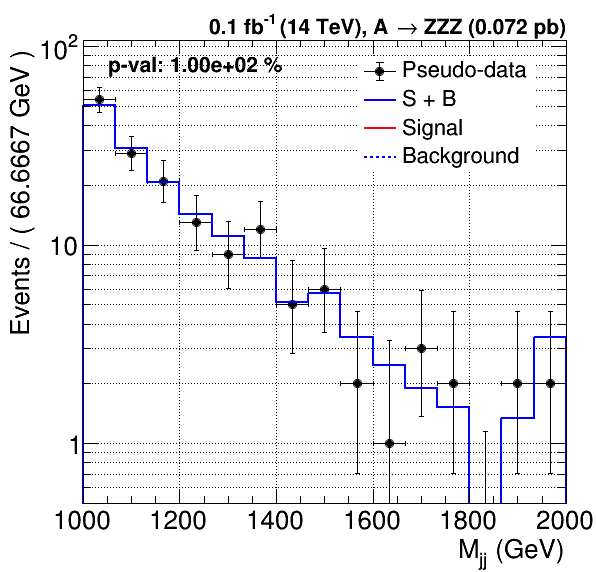 0.1 fb⁻¹ (14 TeV), A → ZZZ (0.072 pb)
p-val: 1.00e+02 %
Pseudo-data
S + B
Signal
Background
Events / ( 66.6667 GeV )
10²
10
1
1000 1200 1400 1600 1800 2000
M_jj (GeV)